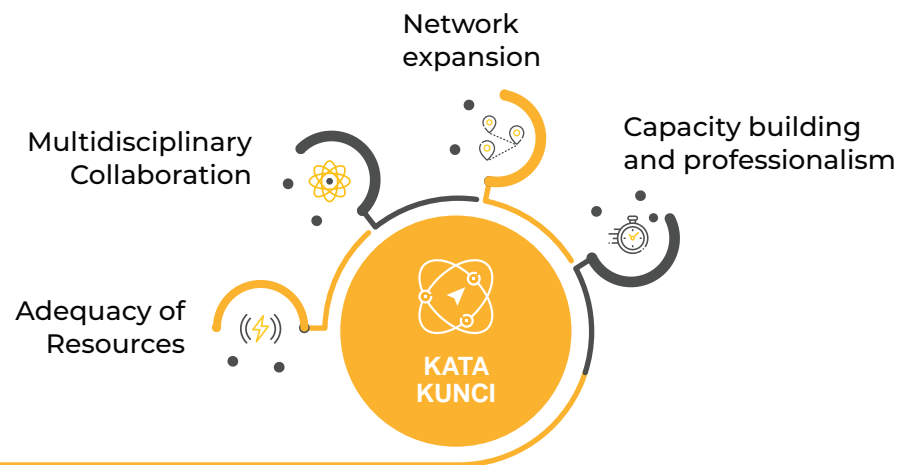 Network
expansion
Multidisciplinary
Collaboration
Capacity building
and professionalism
Adequacy of
Resources
KATA
KUNCI